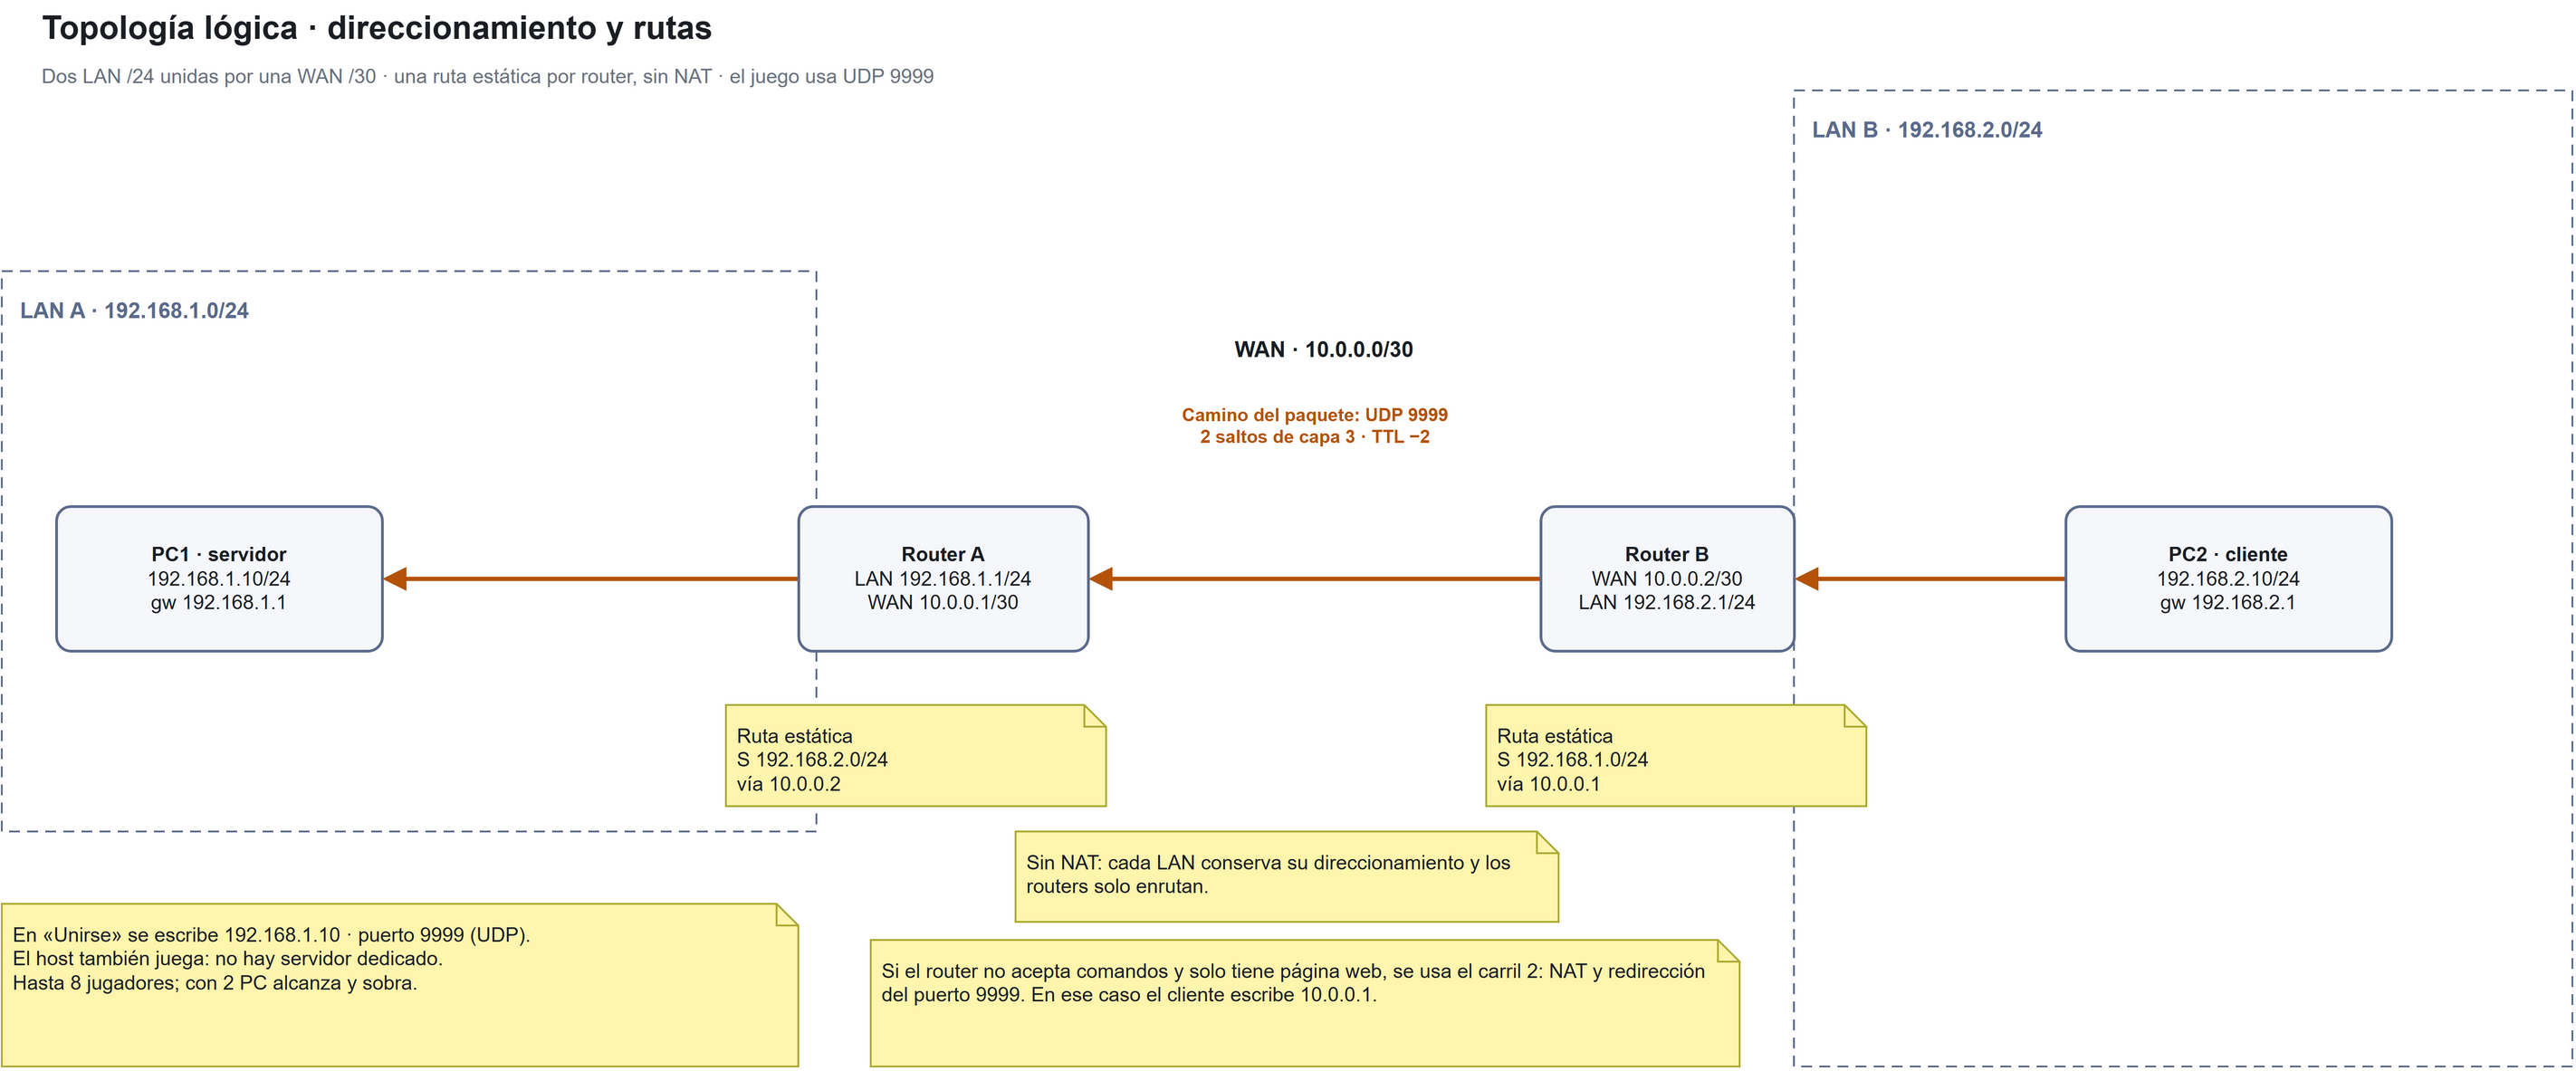 Topología lógica · direccionamiento y rutas
Dos LAN /24 unidas por una WAN /30 · una ruta estática por router, sin NAT · el juego usa UDP 9999
LAN B · 192.168.2.0/24
LAN A · 192.168.1.0/24
WAN · 10.0.0.0/30
Camino del paquete: UDP 9999
2 saltos de capa 3 · TTL −2
PC1 · servidor
192.168.1.10/24
gw 192.168.1.1
Router A
LAN 192.168.1.1/24
WAN 10.0.0.1/30
Router B
WAN 10.0.0.2/30
LAN 192.168.2.1/24
PC2 · cliente
192.168.2.10/24
gw 192.168.2.1
Ruta estática
S 192.168.2.0/24
vía 10.0.0.2
Ruta estática
S 192.168.1.0/24
vía 10.0.0.1
Sin NAT: cada LAN conserva su direccionamiento y los
routers solo enrutan.
En «Unirse» se escribe 192.168.1.10 · puerto 9999 (UDP).
El host también juega: no hay servidor dedicado.
Hasta 8 jugadores; con 2 PC alcanza y sobra.
Si el router no acepta comandos y solo tiene página web, se usa el carril 2: NAT y redirección
del puerto 9999. En ese caso el cliente escribe 10.0.0.1.